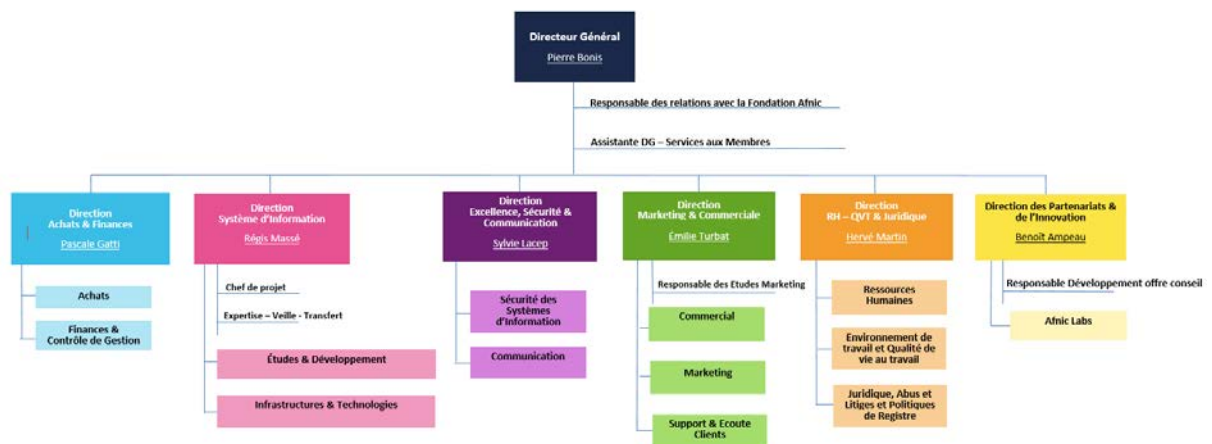 Directeur Général
Pierre Bonis
Responsable des relations avec la Fondation Afnic
Assistante DG – Services aux Membres
Direction
Achats & Finances
Pascale Gatti
Achats
Finances &
Contrôle de Gestion
Direction
Système d'Information
Régis Massé
Chef de projet
Expertise – Veille - Transfert
Études & Développement
Infrastructures & Technologies
Direction
Excellence, Sécurité &
Communication
Sylvie Lacep
Sécurité des
Systèmes
d'Information
Communication
Direction
Marketing & Commerciale
Émilie Turbat
Responsable des Etudes Marketing
Commercial
Marketing
Support & Ecoute
Clients
Direction
RH – QVT & Juridique
Hervé Martin
Ressources
Humaines
Environnement de
travail et Qualité de
vie au travail
Juridique, Abus et
Litiges et Politiques
de Registre
Direction des Partenariats &
de l'Innovation
Benoît Ampeau
Responsable Développement offre conseil
Afnic Labs